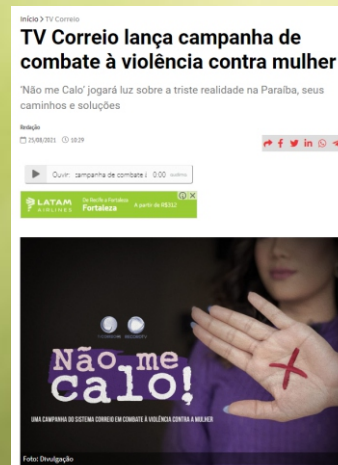 Início > TV Correio
TV Correio lança campanha de
combate à violência contra mulher
'Não me Calo' jogará luz sobre a triste realidade na Paraíba, seus
caminhos e soluções
Redação
25/08/2021 10:29
Ouvir: campanha de combate à 0:00
LATAM
AIRLINES
De Recife a Fortaleza
Fortaleza
A partir de R$312
Não me
calo!
UMA CAMPANHA DO SISTEMA CORREIO EM COMBATE À VIOLÊNCIA CONTRA A MULHER
Foto: Divulgação